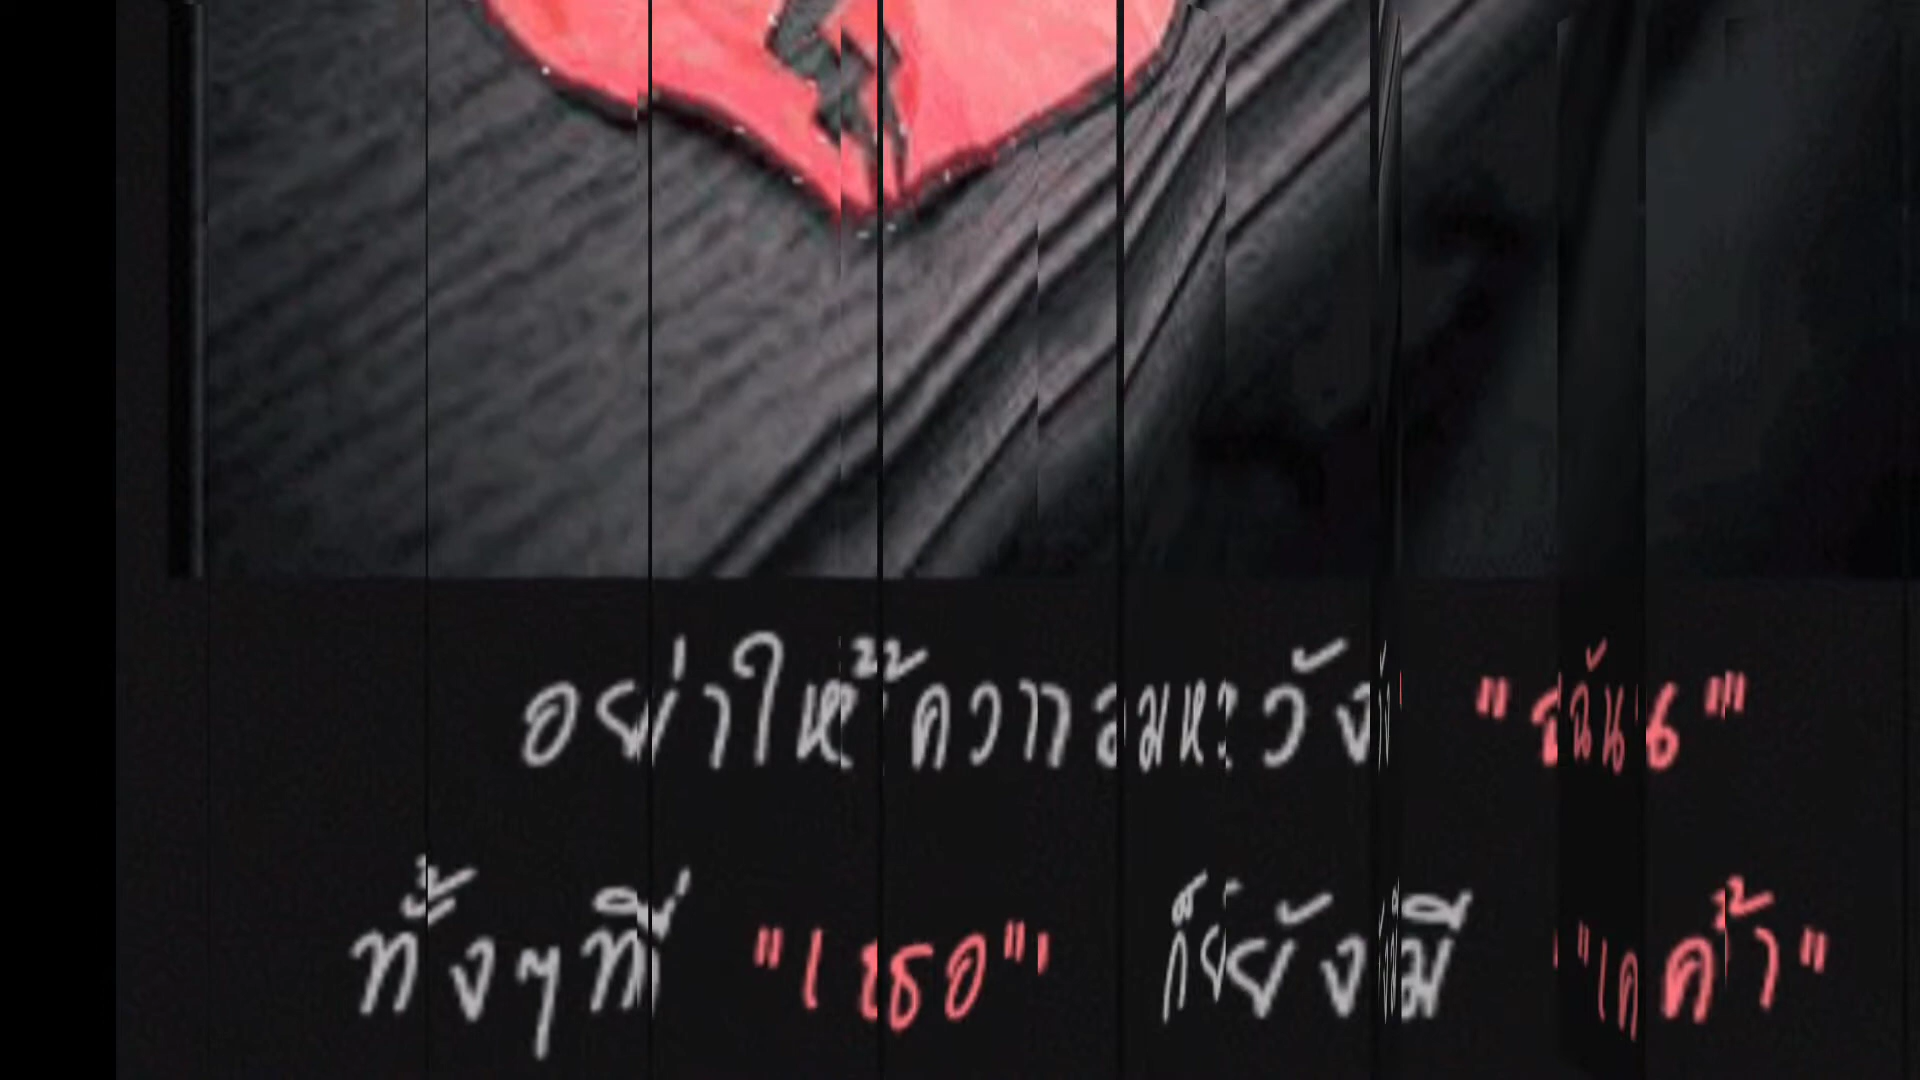 อย่าให้ความหวัง "ฉัน"
ทั้งๆที่ "เธอ" ก็ยังมี "เค้า"